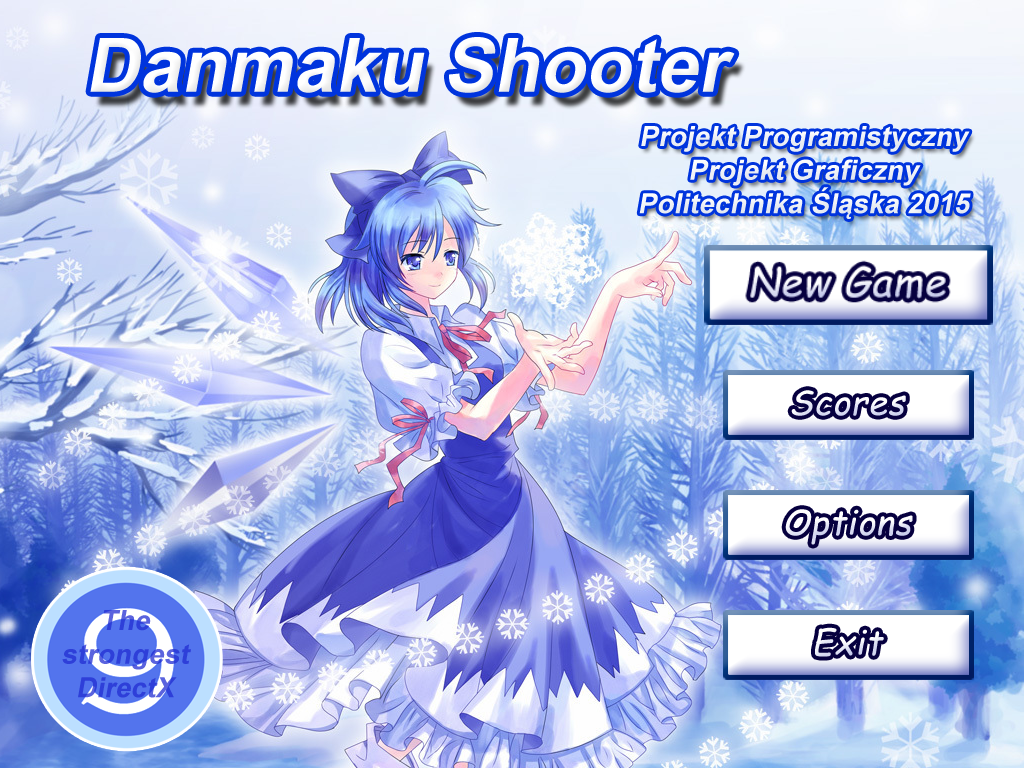 Danmaku Shooter
Projekt Programistyczny
Projekt Graficzny
Politechnika Śląska 2015
New Game
Scores
Options
Exit
9
The
strongest
DirectX